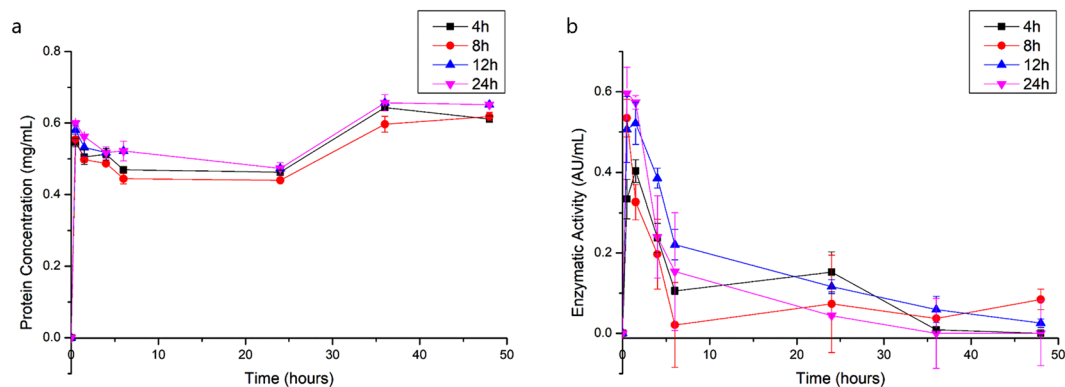 a
4h
8h
12h
24h
0.8
0.6
0.4
0.2
0.0
Protein Concentration (mg/mL)
0
10
20
30
40
50
Time (hours)
b
4h
8h
12h
24h
0.6
0.4
0.2
0.0
Enzymatic Activity (AU/mL)
0
10
20
30
40
50
Time (hours)